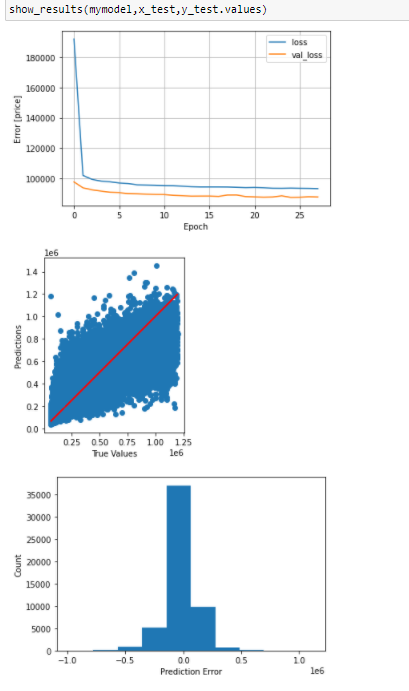 show_results(mymodel,x_test,y_test.values)
180000
160000
140000
120000
100000
Error [price]
loss
val_loss
0 5 10 15 20 25
Epoch
1e6
1.4
1.2
1.0
0.8
0.6
0.4
0.2
0.0
Predictions
0.25 0.50 0.75 1.00 1.25
True Values 1e6
35000
30000
25000
20000
15000
10000
5000
0
Count
-1.0 -0.5 0.0 0.5 1.0
Prediction Error 1e6